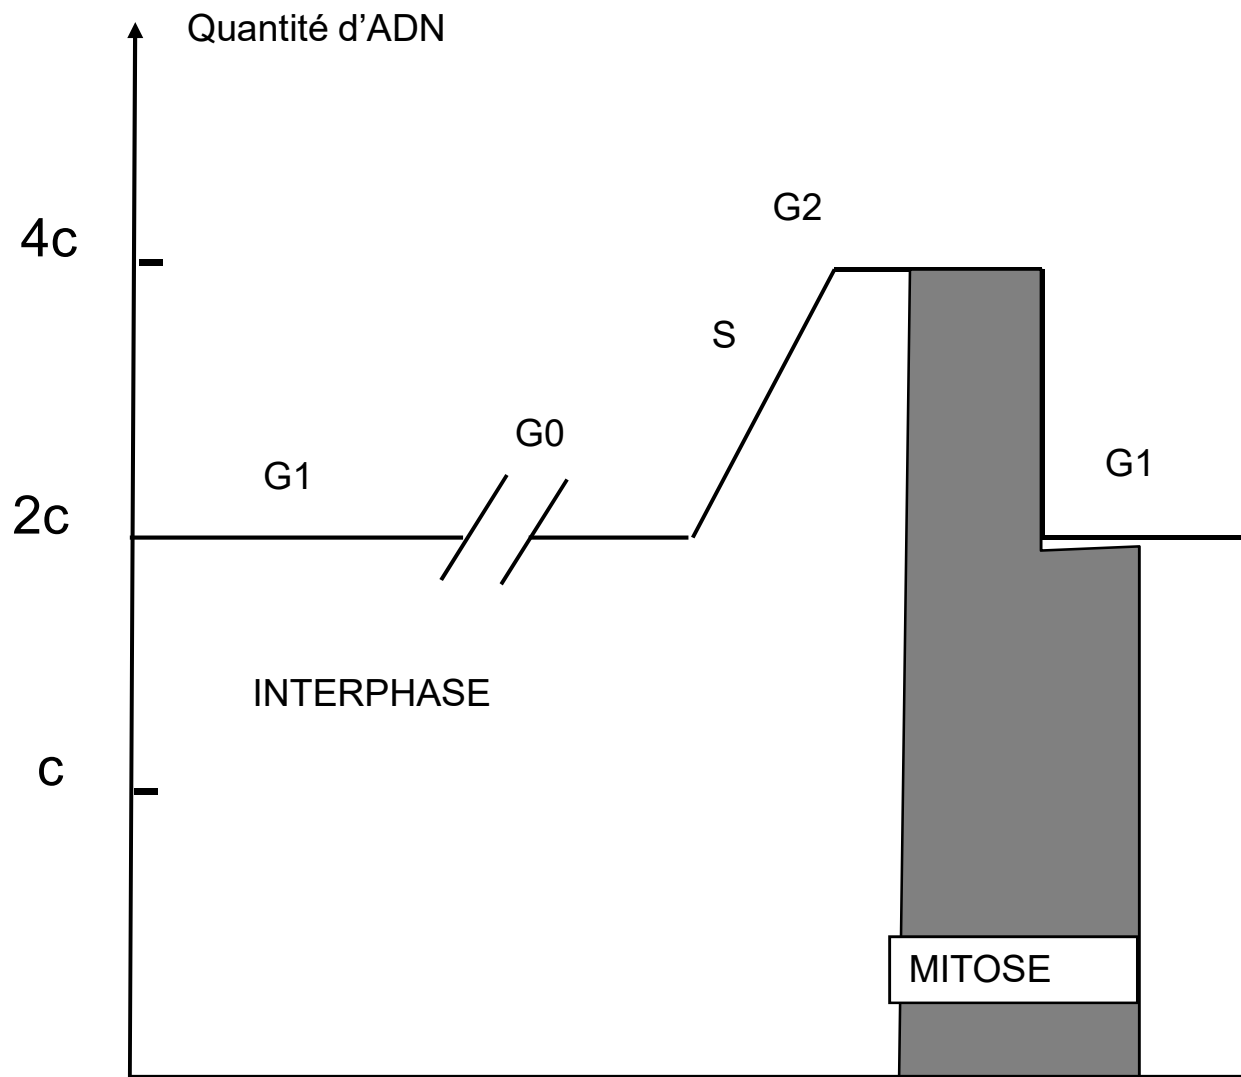 Quantité d’ADN
G2
4c
S
G0
G1
G1
2c
INTERPHASE
c
MITOSE